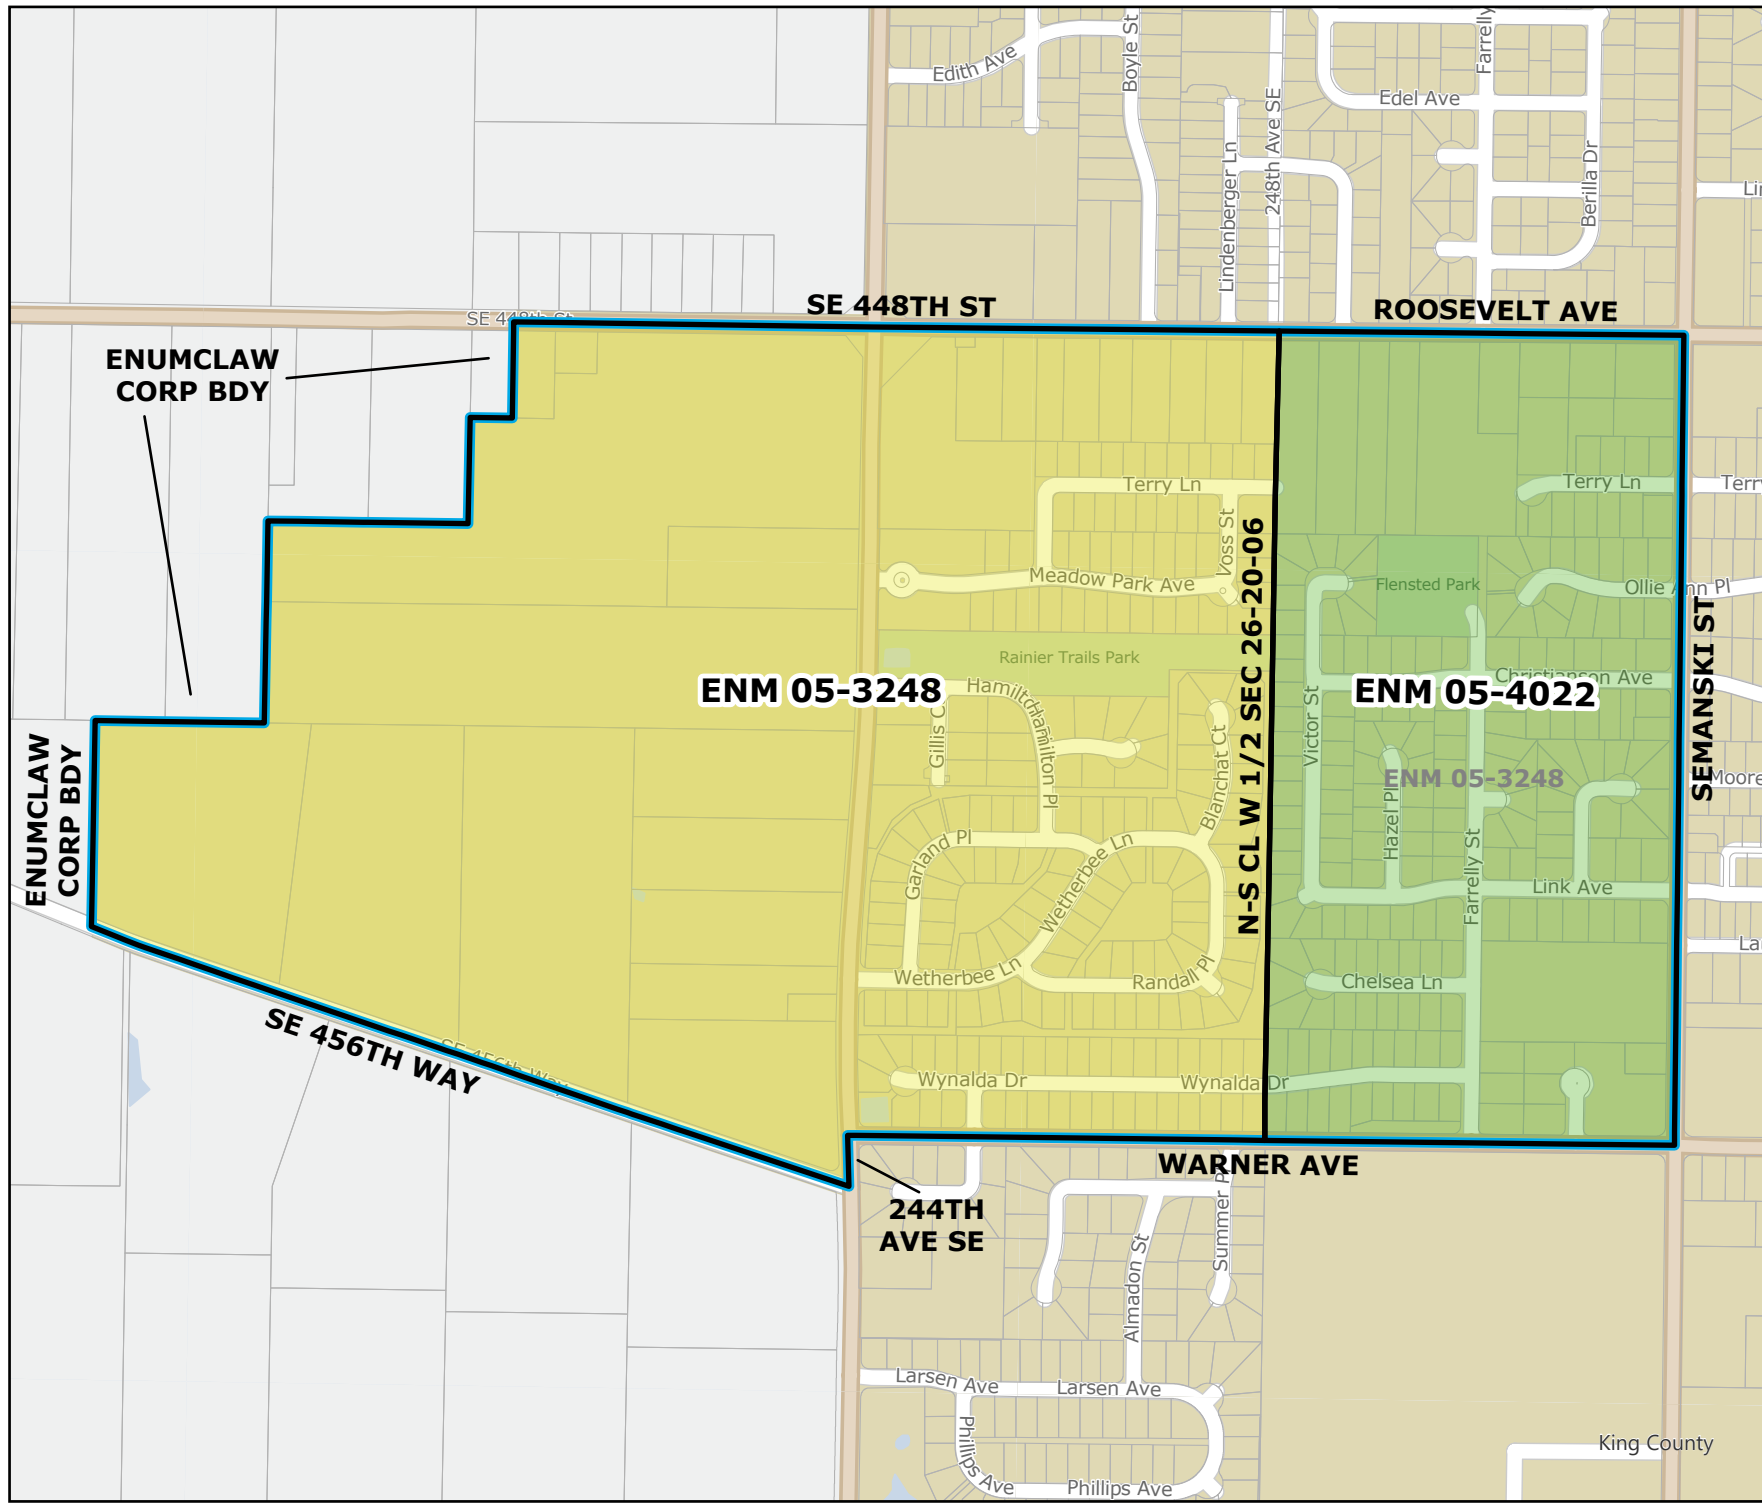 Edith Ave
Boyle St
248th Ave SE
Lindenberger Ln
Farrelly
Edel Ave
Berilla Dr
SE 448TH ST
ROOSEVELT AVE
ENUMCLAW
CORP BDY
Terry Ln
Voss St
Meadow Park Ave
Terry Ln
Terr
Flensted Park
Ollie Ann Pl
N-S CL W 1/2 SEC 26-20-06
SEMANSKI ST
Rainier Trails Park
ENM 05-3248
Hamilton Pl
Gillis C
Blanchat Ct
Victor St
Christianson Ave
ENM 05-4022
ENM 05-3248
Moore
Hazel Pl
Farrelly St
Link Ave
ENUMCLAW
CORP BDY
Garland Pl
Wetherbee Ln
Wetherbee Ln
Randall Pl
La
Chelsea Ln
SE 456TH WAY
SE 456th Way
Wynalda Dr
Wynalda Dr
WARNER AVE
244TH
AVE SE
Summer Pl
Almadon St
Larsen Ave
Larsen Ave
Phillips Ave
Phillips Ave
King County